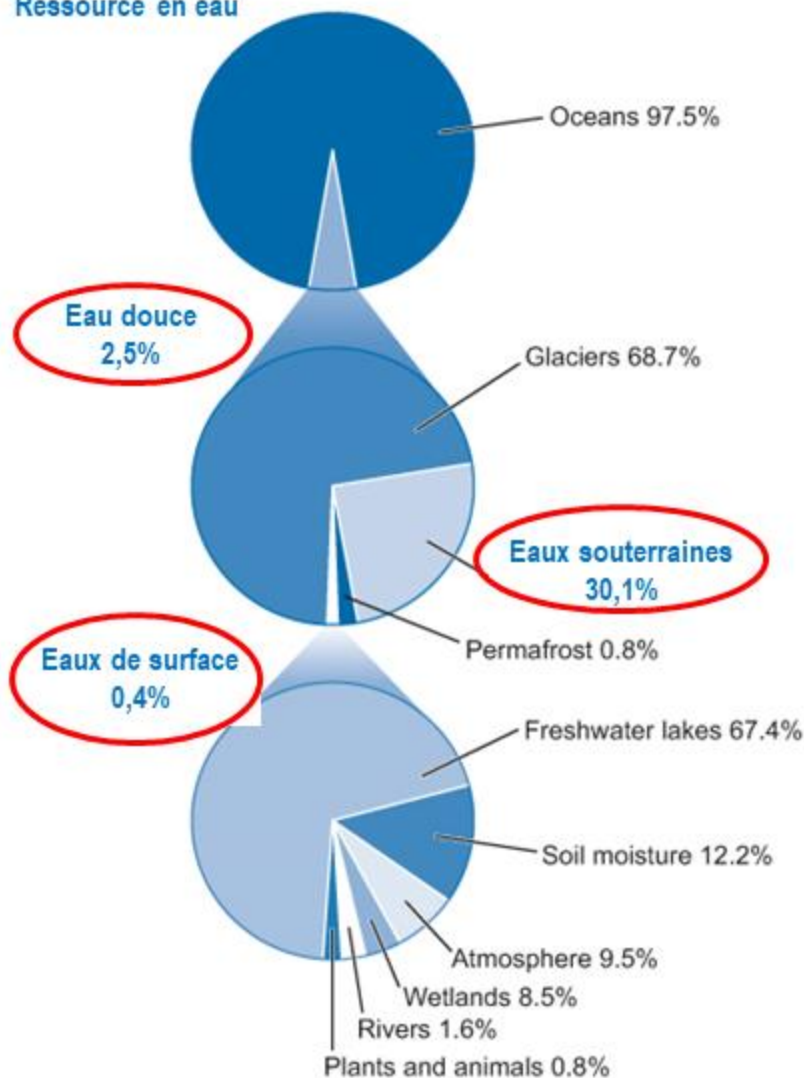 Ressource en eau
Oceans 97.5%
Eau douce
2,5%
Glaciers 68.7%
Eaux souterraines
30,1%
Permafrost 0.8%
Eaux de surface
0,4%
Freshwater lakes 67.4%
Soil moisture 12.2%
Atmosphere 9.5%
Wetlands 8.5%
Rivers 1.6%
Plants and animals 0.8%